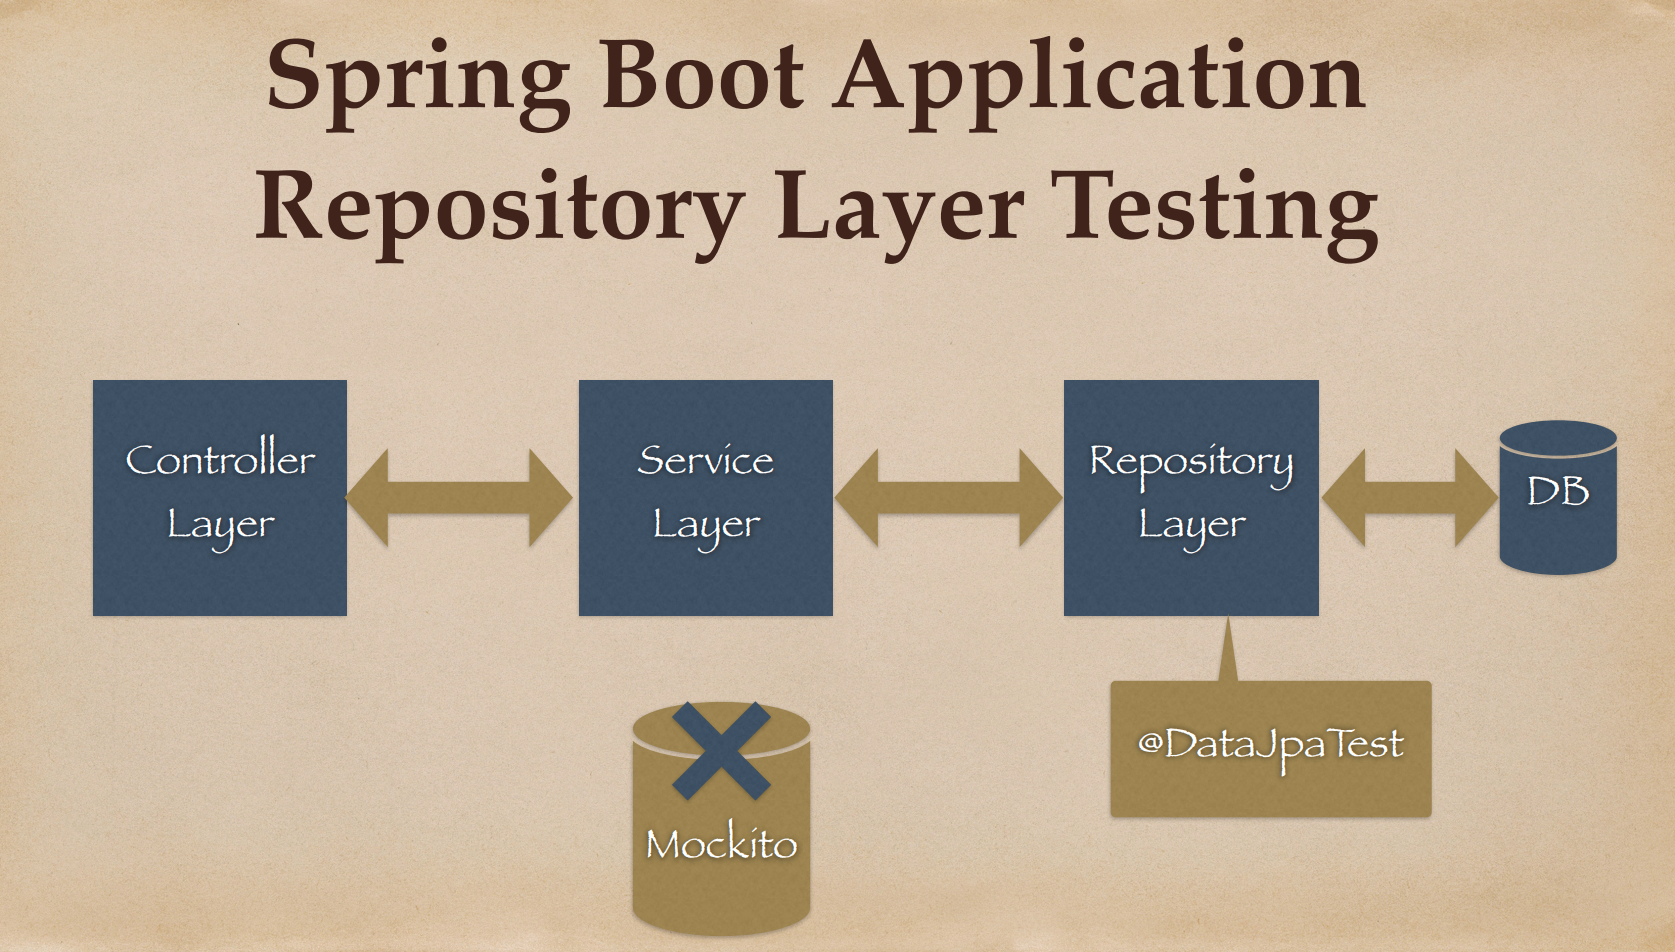 Spring Boot Application
Repository Layer Testing
Controller
Layer
Service
Layer
Repository
Layer
DB
@DataJpaTest
Mockito